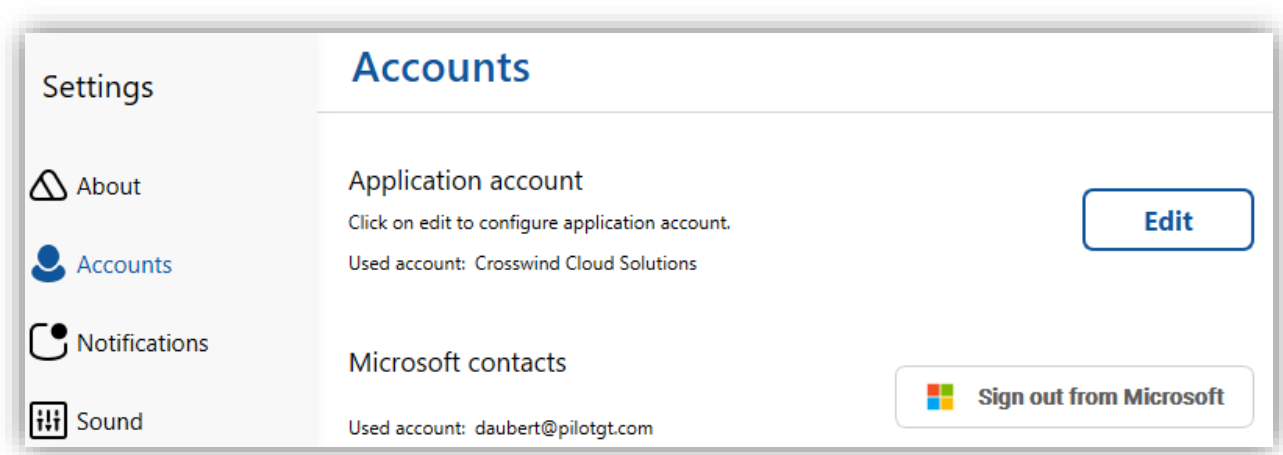 Settings
About
Accounts
Notifications
Sound
Accounts
Application account
Click on edit to configure application account.
Used account: Crosswind Cloud Solutions
Edit
Microsoft contacts
Used account: daubert@pilotgt.com
Sign out from Microsoft